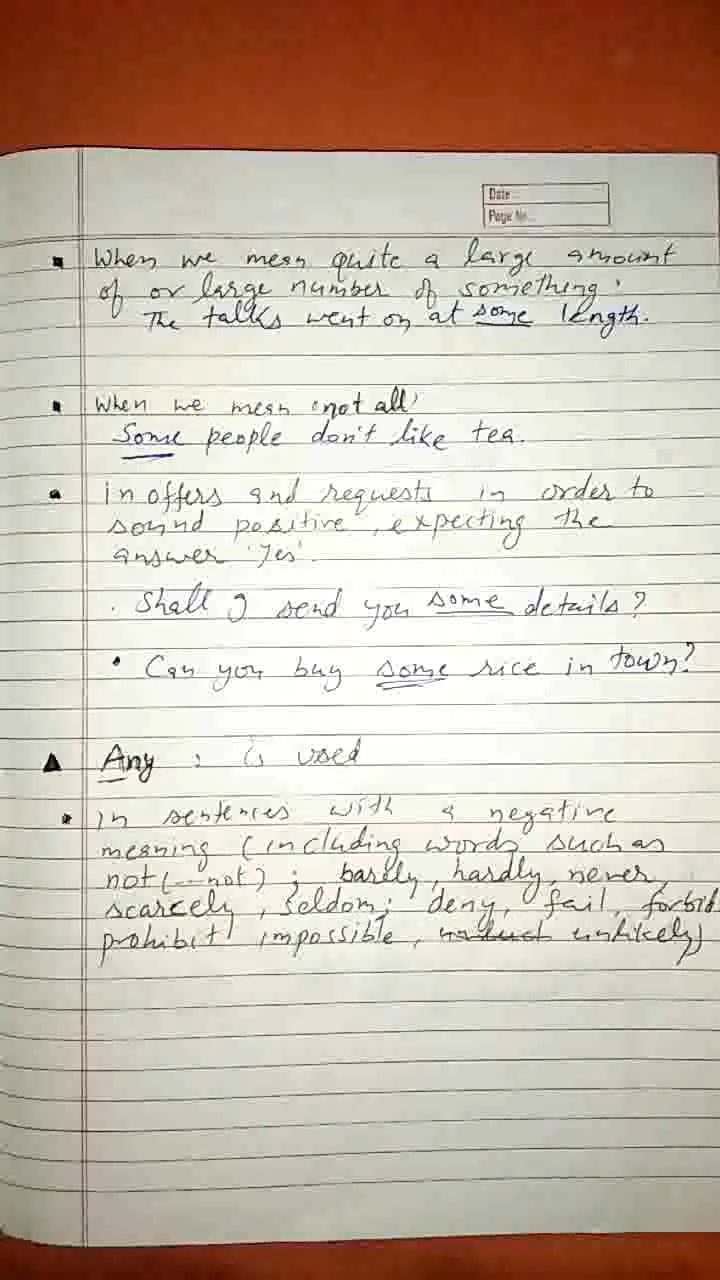 Date
Page No.
When we mean quite a large amount
of or large number of something.
The talks went on at some length.
When we mean 'not all'
Some people don't like tea.
in offers and requests in order to
sound positive, expecting the
answer 'Yes'.
. Shall I send you some details?
• Can you buy some rice in town?
▲ Any : is used
• in sentences with a negative
meaning (including words such as
not (--not) ; barely, hardly, never,
scarcely, seldom; deny, fail, forbid
prohibit impossible, unlikely)